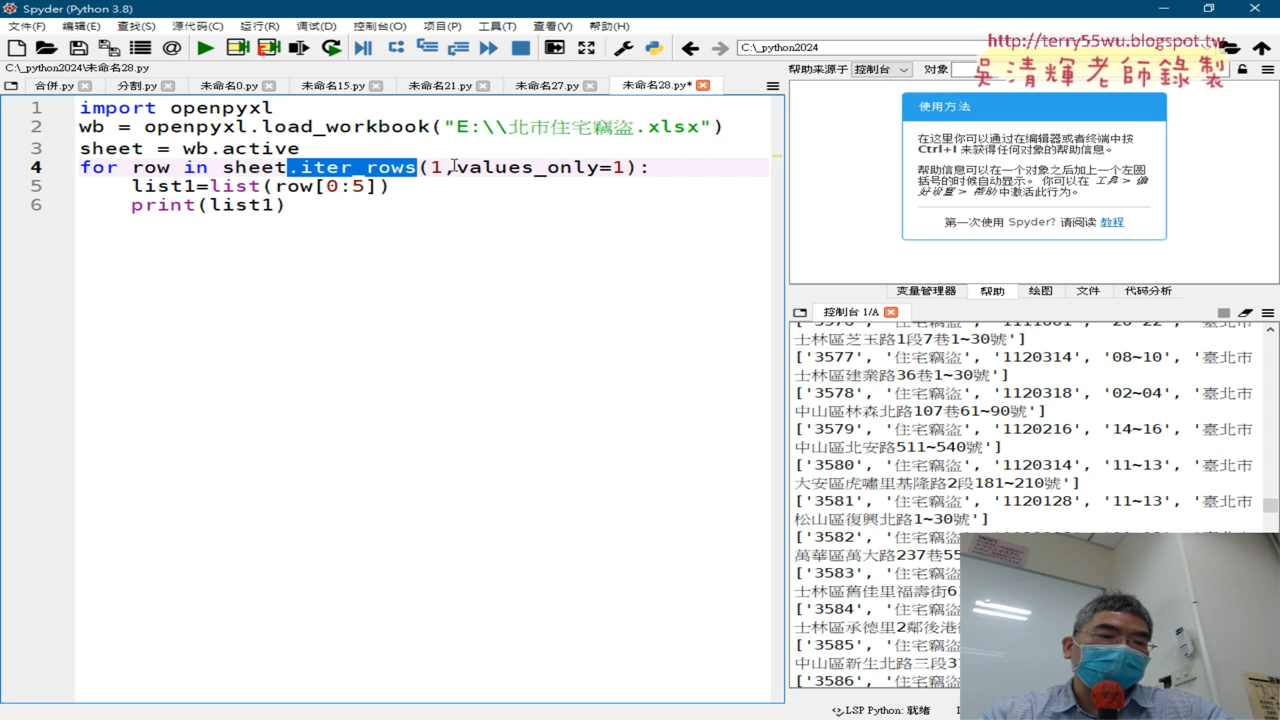 Spyder (Python 3.8)
文件(F) 编辑(E) 查找(S) 源代码(C) 运行(R) 调试(D) 控制台(O) 项目(P) 工具(T) 查看(V) 帮助(H)
C:\_python2024
http://terry55wu.blogspot.tw
吳清輝老師錄製
C:\_python2024\未命名28.py
帮助来源于 控制台 对象
合併.py 分割.py 未命名0.py 未命名15.py 未命名21.py 未命名27.py 未命名28.py*
1 import openpyxl
2 wb = openpyxl.load_workbook("E:\\北市住宅竊盜.xlsx")
3 sheet = wb.active
4 for row in sheet.iter_rows(1,values_only=1):
5 list1=list(row[0:5])
6 print(list1)
使用方法
在这里你可以通过在编辑器或者终端中按
Ctrl+I 来获得任何对象的帮助信息。
帮助信息可以在一个对象之后加上一个左圆
括号的时候自动显示。 你可以在 工具 > 偏
好设置 > 帮助 中激活此行为。
第一次使用 Spyder? 请阅读 教程
变量管理器 帮助 绘图 文件 代码分析
控制台 1/A
['3576', '住宅竊盜', '1111001', '20~22', '臺北市
士林區芝玉路1段7巷1~30號']
['3577', '住宅竊盜', '1120314', '08~10', '臺北市
士林區建業路36巷1~30號']
['3578', '住宅竊盜', '1120318', '02~04', '臺北市
中山區林森北路107巷61~90號']
['3579', '住宅竊盜', '1120216', '14~16', '臺北市
中山區北安路511~540號']
['3580', '住宅竊盜', '1120314', '11~13', '臺北市
大安區虎嘯里基隆路2段181~210號']
['3581', '住宅竊盜', '1120128', '11~13', '臺北市
松山區復興北路1~30號']
['3582', '住宅竊盜
萬華區萬大路237巷55
['3583', '住宅竊盜
士林區舊佳里福壽街6
['3584', '住宅竊盜
士林區承德里2鄰後港
['3585', '住宅竊盜
中山區新生北路三段3
['3586', '住宅竊盜
LSP Python: 就绪